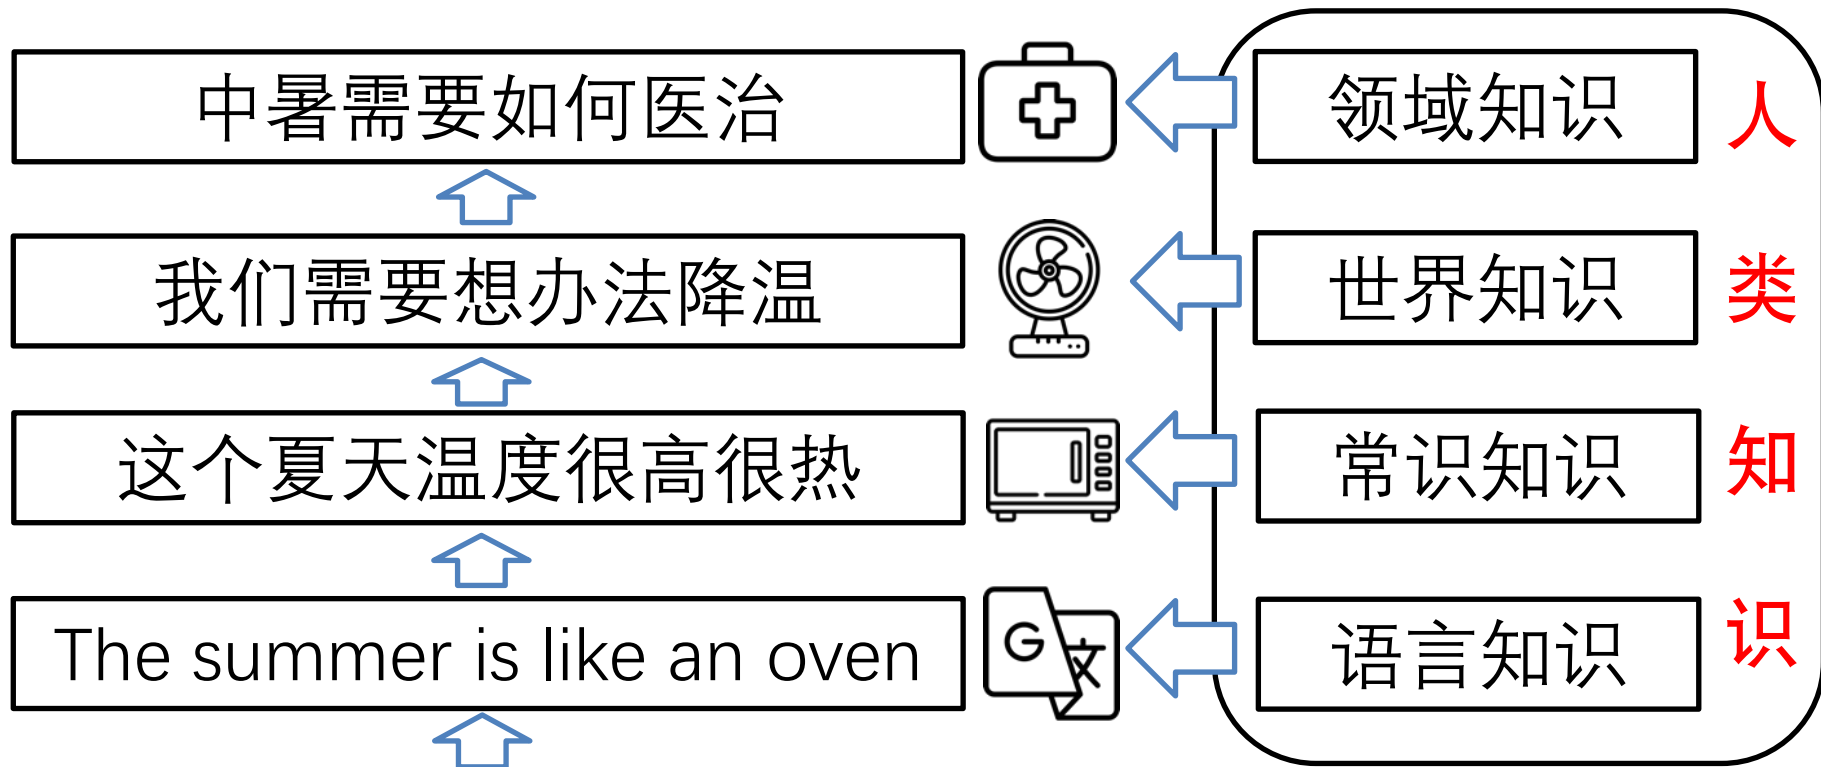 中暑需要如何医治
领域知识
我们需要想办法降温
世界知识
这个夏天温度很高很热
常识知识
The summer is like an oven
G 文
语言知识
人类知识